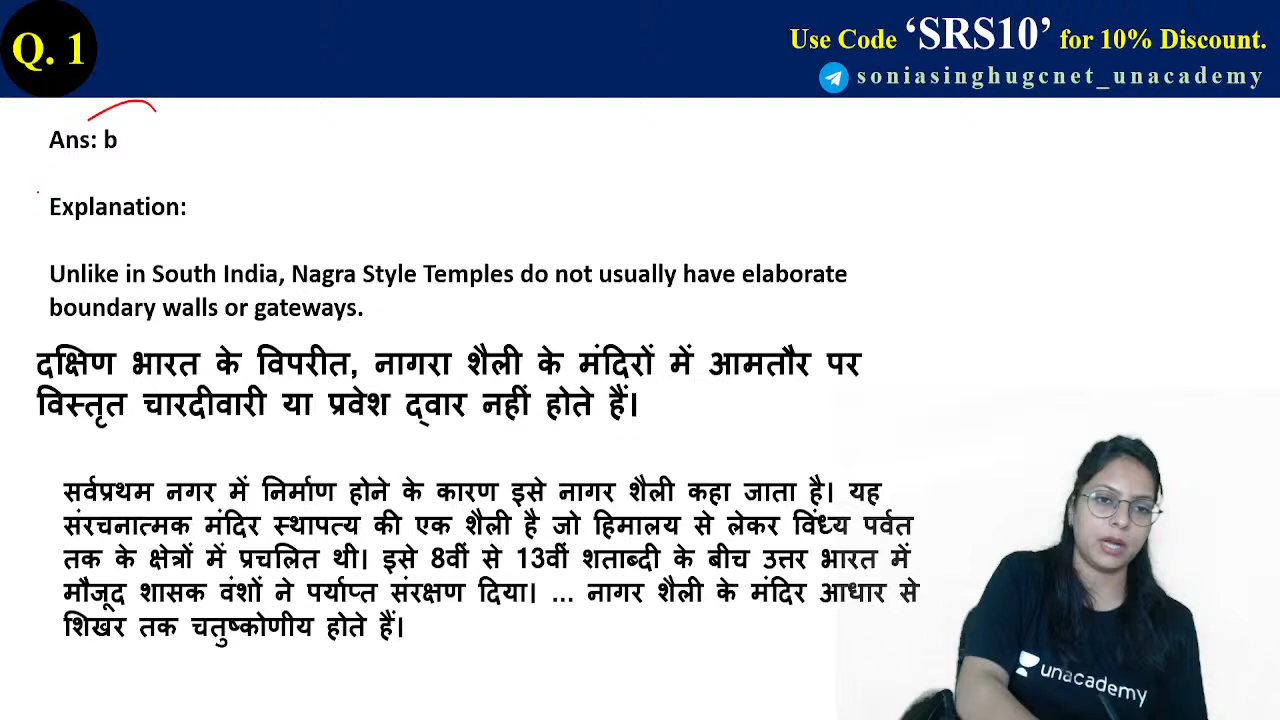 Q. 1
Use Code ‘SRS10’ for 10% Discount.
soniasinghugcnet_unacademy
Ans: b
Explanation:
Unlike in South India, Nagra Style Temples do not usually have elaborate
boundary walls or gateways.
दक्षिण भारत के विपरीत, नागरा शैली के मंदिरों में आमतौर पर
विस्तृत चारदीवारी या प्रवेश द्वार नहीं होते हैं।
सर्वप्रथम नगर में निर्माण होने के कारण इसे नागर शैली कहा जाता है। यह
संरचनात्मक मंदिर स्थापत्य की एक शैली है जो हिमालय से लेकर विंध्य पर्वत
तक के क्षेत्रों में प्रचलित थी। इसे 8वीं से 13वीं शताब्दी के बीच उत्तर भारत में
मौजूद शासक वंशों ने पर्याप्त संरक्षण दिया। ... नागर शैली के मंदिर आधार से
शिखर तक चतुष्कोणीय होते हैं।
unacademy